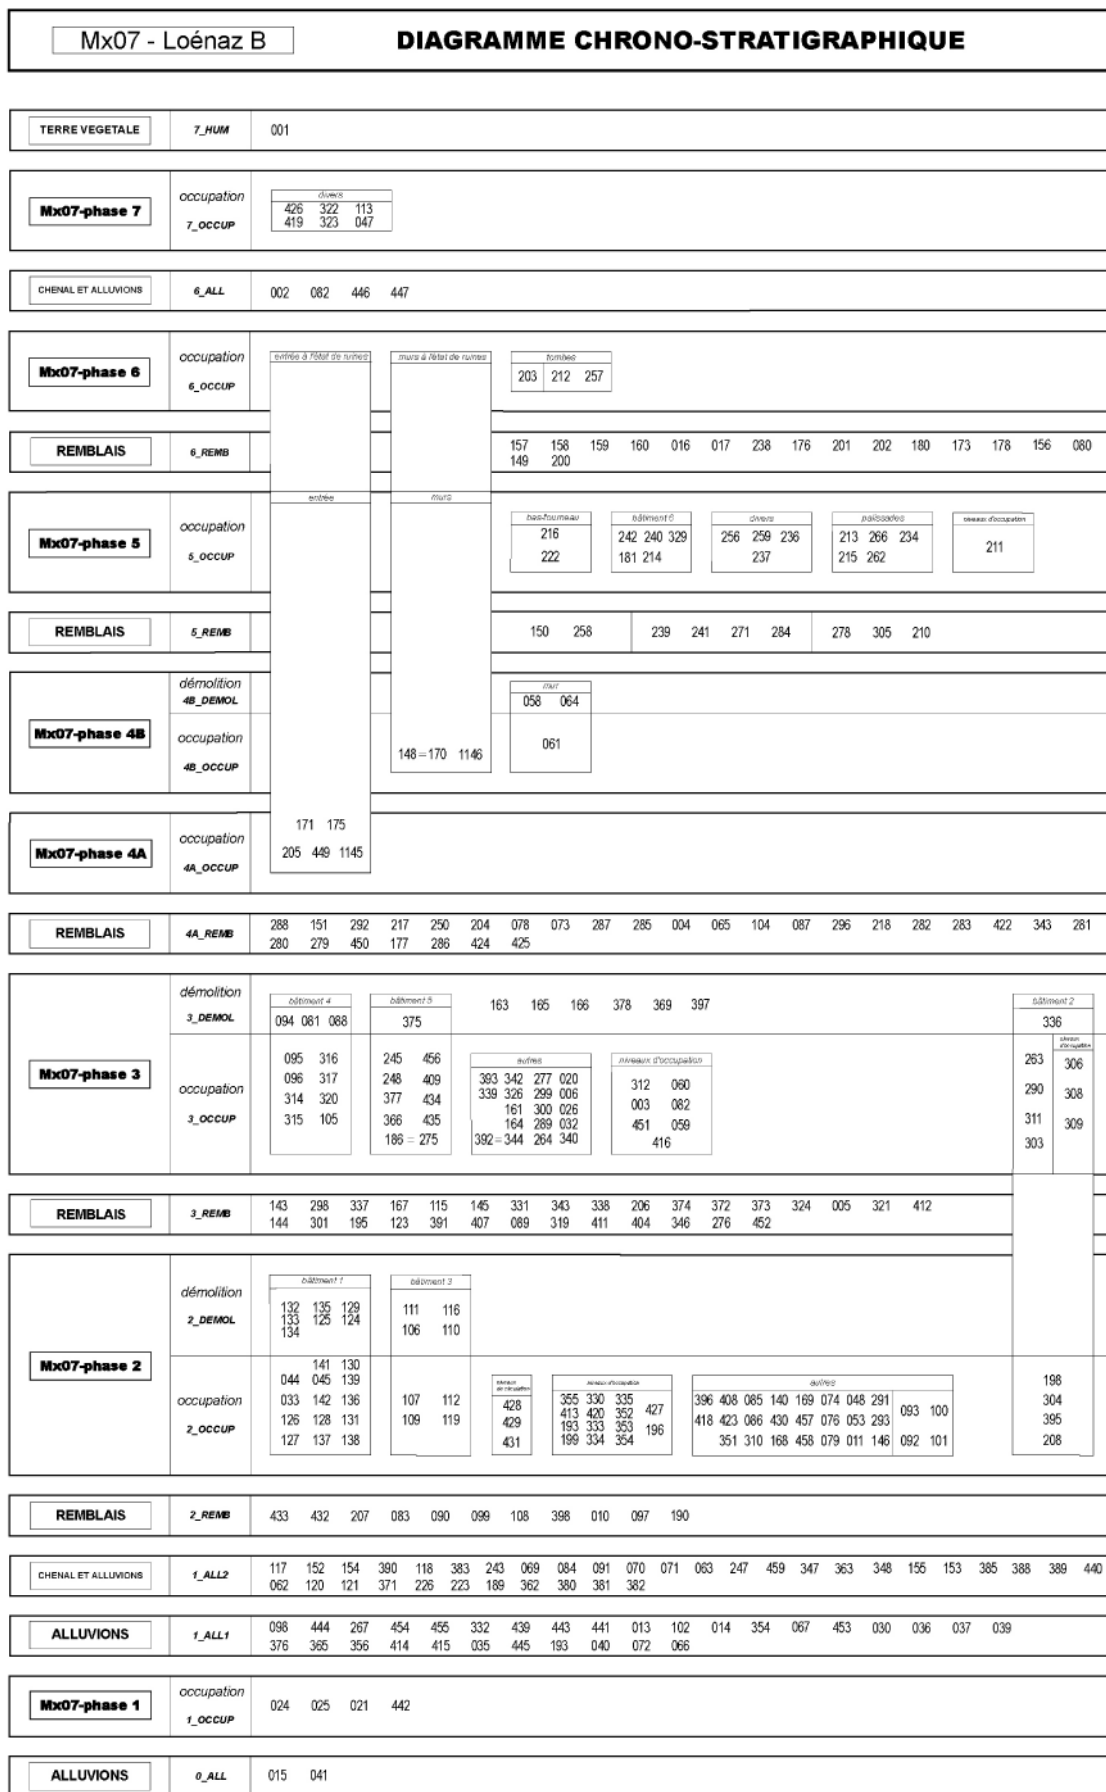 Mx07 - Loénaz B DIAGRAMME CHRONO-STRATIGRAPHIQUE
TERRE VEGETALE 7_HUM 001
Mx07-phase 7 occupation 7_OCCUP
divers
426 322 113
419 323 047
CHENAL ET ALLUVIONS 6_ALL 002 082 446 447
Mx07-phase 6 occupation 6_OCCUP
entrée à l'état de ruines murs à l'état de ruines tombes
203 212 257
REMBLAIS 6_REMB 157 158 159 160 016 017 238 176 201 202 180 173 178 156 080
149 200
Mx07-phase 5 occupation 5_OCCUP
entrée murs
bas-fourneau bâtiment 6 divers palissades niveaux d'occupation
216 242 240 329 256 259 236 213 266 234 211
222 181 214 237 215 262
REMBLAIS 5_REMB 150 258 239 241 271 284 278 305 210
Mx07-phase 4B
démolition 4B_DEMOL
mur
058 064
occupation 4B_OCCUP
061
148=170 1146
Mx07-phase 4A occupation 4A_OCCUP
171 175
205 449 1145
REMBLAIS 4A_REMB 288 151 292 217 250 204 078 073 287 285 004 065 104 087 296 218 282 283 422 343 281
280 279 450 177 286 424 425
Mx07-phase 3
démolition 3_DEMOL
bâtiment 4 bâtiment 5 bâtiment 2
094 081 088 375 163 165 166 378 369 397 336
occupation 3_OCCUP
095 316
096 317
314 320
315 105
245 456
248 409
377 434
366 435
186 = 275
autres
393 342 277 020
339 326 299 006
161 300 026
164 289 032
392=344 264 340
niveaux d'occupation
312 060
003 082
451 059
416
263
290
311
303
niveaux d'occupation
306
308
309
REMBLAIS 3_REMB 143 298 337 167 115 145 331 343 338 206 374 372 373 324 005 321 412
144 301 195 123 391 407 089 319 411 404 346 276 452
Mx07-phase 2
démolition 2_DEMOL
bâtiment 1
132 135 129
133 125 124
134
bâtiment 3
111 116
106 110
occupation 2_OCCUP
141 130
044 045 139
033 142 136
126 128 131
127 137 138
107 112
109 119
niveaux de circulation
428
429
431
niveaux d'occupation
355 330 335
413 420 352 427
193 333 353 196
199 334 354
autres
396 408 085 140 169 074 048 291
418 423 086 430 457 076 053 293
351 310 168 458 079 011 146
093 100
092 101
198
304
395
208
REMBLAIS 2_REMB 433 432 207 083 090 099 108 398 010 097 190
CHENAL ET ALLUVIONS 1_ALL2 117 152 154 390 118 383 243 069 084 091 070 071 063 247 459 347 363 348 155 153 385 388 389 440
062 120 121 371 226 223 189 362 380 381 382
ALLUVIONS 1_ALL1 098 444 267 454 455 332 439 443 441 013 102 014 354 067 453 030 036 037 039
376 365 356 414 415 035 445 193 040 072 066
Mx07-phase 1 occupation 1_OCCUP 024 025 021 442
ALLUVIONS 0_ALL 015 041